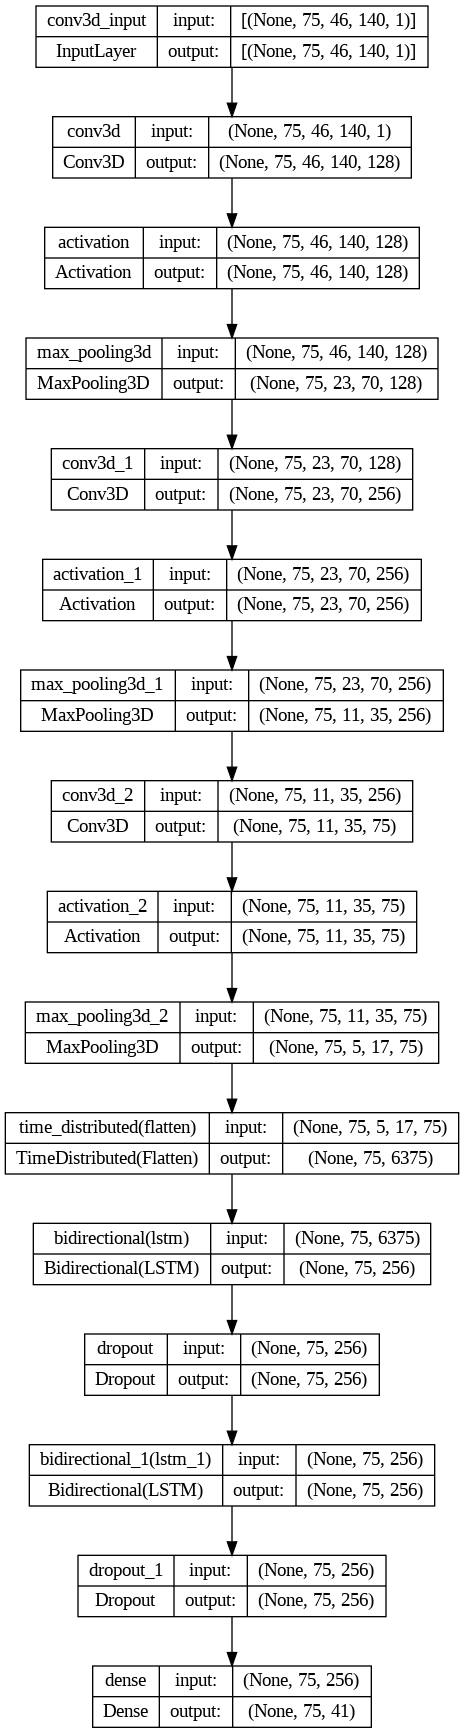 conv3d_input input: [(None, 75, 46, 140, 1)]
InputLayer output: [(None, 75, 46, 140, 1)]
conv3d input: (None, 75, 46, 140, 1)
Conv3D output: (None, 75, 46, 140, 128)
activation input: (None, 75, 46, 140, 128)
Activation output: (None, 75, 46, 140, 128)
max_pooling3d input: (None, 75, 46, 140, 128)
MaxPooling3D output: (None, 75, 23, 70, 128)
conv3d_1 input: (None, 75, 23, 70, 128)
Conv3D output: (None, 75, 23, 70, 256)
activation_1 input: (None, 75, 23, 70, 256)
Activation output: (None, 75, 23, 70, 256)
max_pooling3d_1 input: (None, 75, 23, 70, 256)
MaxPooling3D output: (None, 75, 11, 35, 256)
conv3d_2 input: (None, 75, 11, 35, 256)
Conv3D output: (None, 75, 11, 35, 75)
activation_2 input: (None, 75, 11, 35, 75)
Activation output: (None, 75, 11, 35, 75)
max_pooling3d_2 input: (None, 75, 11, 35, 75)
MaxPooling3D output: (None, 75, 5, 17, 75)
time_distributed(flatten) input: (None, 75, 5, 17, 75)
TimeDistributed(Flatten) output: (None, 75, 6375)
bidirectional(lstm) input: (None, 75, 6375)
Bidirectional(LSTM) output: (None, 75, 256)
dropout input: (None, 75, 256)
Dropout output: (None, 75, 256)
bidirectional_1(lstm_1) input: (None, 75, 256)
Bidirectional(LSTM) output: (None, 75, 256)
dropout_1 input: (None, 75, 256)
Dropout output: (None, 75, 256)
dense input: (None, 75, 256)
Dense output: (None, 75, 41)